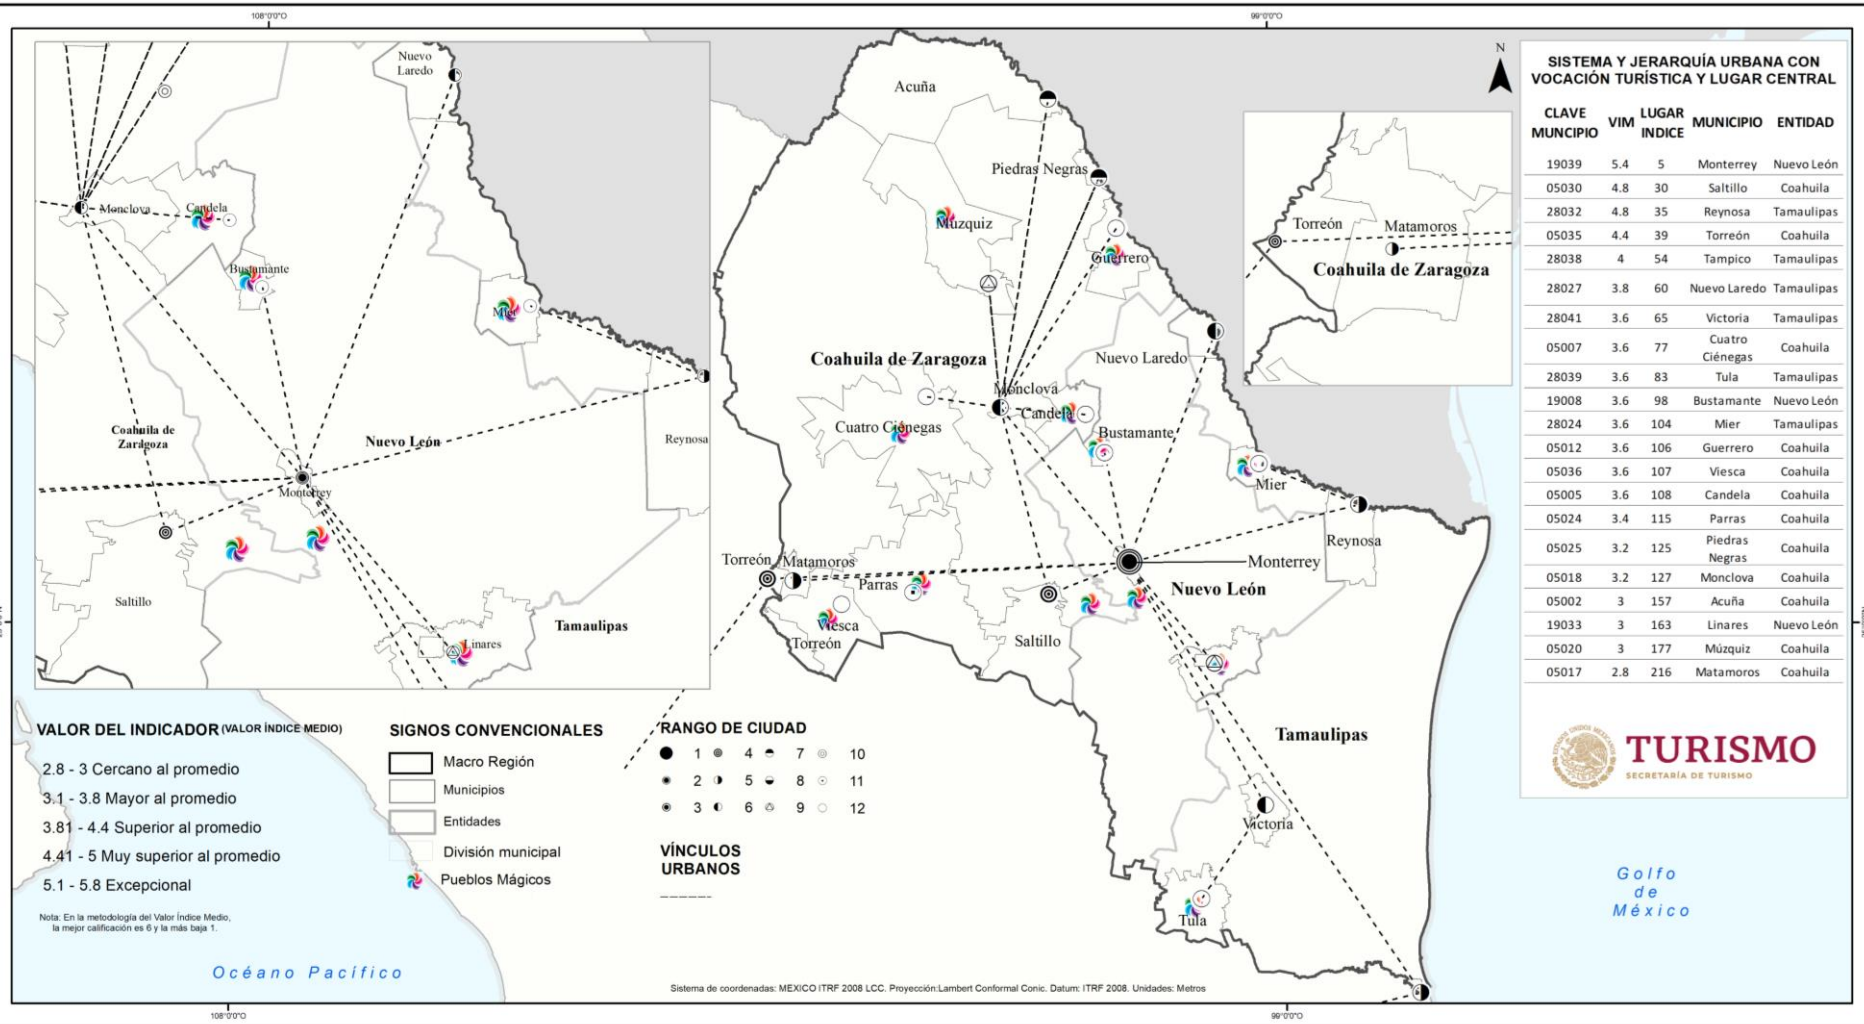 108°0'0"O
99°0'0"O
Nuevo
Laredo
Monclova
Candela
Bustamante
Mier
Coahuila de
Zaragoza
Nuevo León
Reynosa
Monterrey
Saltillo
Tamaulipas
Linares
Acuña
Piedras Negras
Múzquiz
Guerrero
Coahuila de Zaragoza
Nuevo Laredo
Monclova
Candela
Cuatro Ciénegas
Bustamante
Mier
Torreón
Matamoros
Parras
Viesca
Torreón
Saltillo
Reynosa
Monterrey
Nuevo León
Tamaulipas
Victoria
Tula
N
Torreón
Matamoros
Coahuila de Zaragoza
SISTEMA Y JERARQUÍA URBANA CON
VOCACIÓN TURÍSTICA Y LUGAR CENTRAL
CLAVE MUNCIPIO VIM LUGAR INDICE MUNICIPIO ENTIDAD
19039 5.4 5 Monterrey Nuevo León
05030 4.8 30 Saltillo Coahuila
28032 4.8 35 Reynosa Tamaulipas
05035 4.4 39 Torreón Coahuila
28038 4 54 Tampico Tamaulipas
28027 3.8 60 Nuevo Laredo Tamaulipas
28041 3.6 65 Victoria Tamaulipas
05007 3.6 77 Cuatro Ciénegas Coahuila
28039 3.6 83 Tula Tamaulipas
19008 3.6 98 Bustamante Nuevo León
28024 3.6 104 Mier Tamaulipas
05012 3.6 106 Guerrero Coahuila
05036 3.6 107 Viesca Coahuila
05005 3.6 108 Candela Coahuila
05024 3.4 115 Parras Coahuila
05025 3.2 125 Piedras Negras Coahuila
05018 3.2 127 Monclova Coahuila
05002 3 157 Acuña Coahuila
19033 3 163 Linares Nuevo León
05020 3 177 Múzquiz Coahuila
05017 2.8 216 Matamoros Coahuila
TURISMO
SECRETARÍA DE TURISMO
VALOR DEL INDICADOR (VALOR ÍNDICE MEDIO)
2.8 - 3 Cercano al promedio
3.1 - 3.8 Mayor al promedio
3.81 - 4.4 Superior al promedio
4.41 - 5 Muy superior al promedio
5.1 - 5.8 Excepcional
Nota: En la metodología del Valor Índice Medio,
la mejor calificación es 6 y la más baja 1.
SIGNOS CONVENCIONALES
Macro Región
Municipios
Entidades
División municipal
Pueblos Mágicos
RANGO DE CIUDAD
1 4 7 10
2 5 8 11
3 6 9 12
VÍNCULOS
URBANOS
Océano Pacífico
Golfo
de
México
Sistema de coordenadas: MEXICO ITRF 2008 LCC. Proyección:Lambert Conformal Conic. Datum: ITRF 2008. Unidades: Metros
108°0'0"O
99°0'0"O